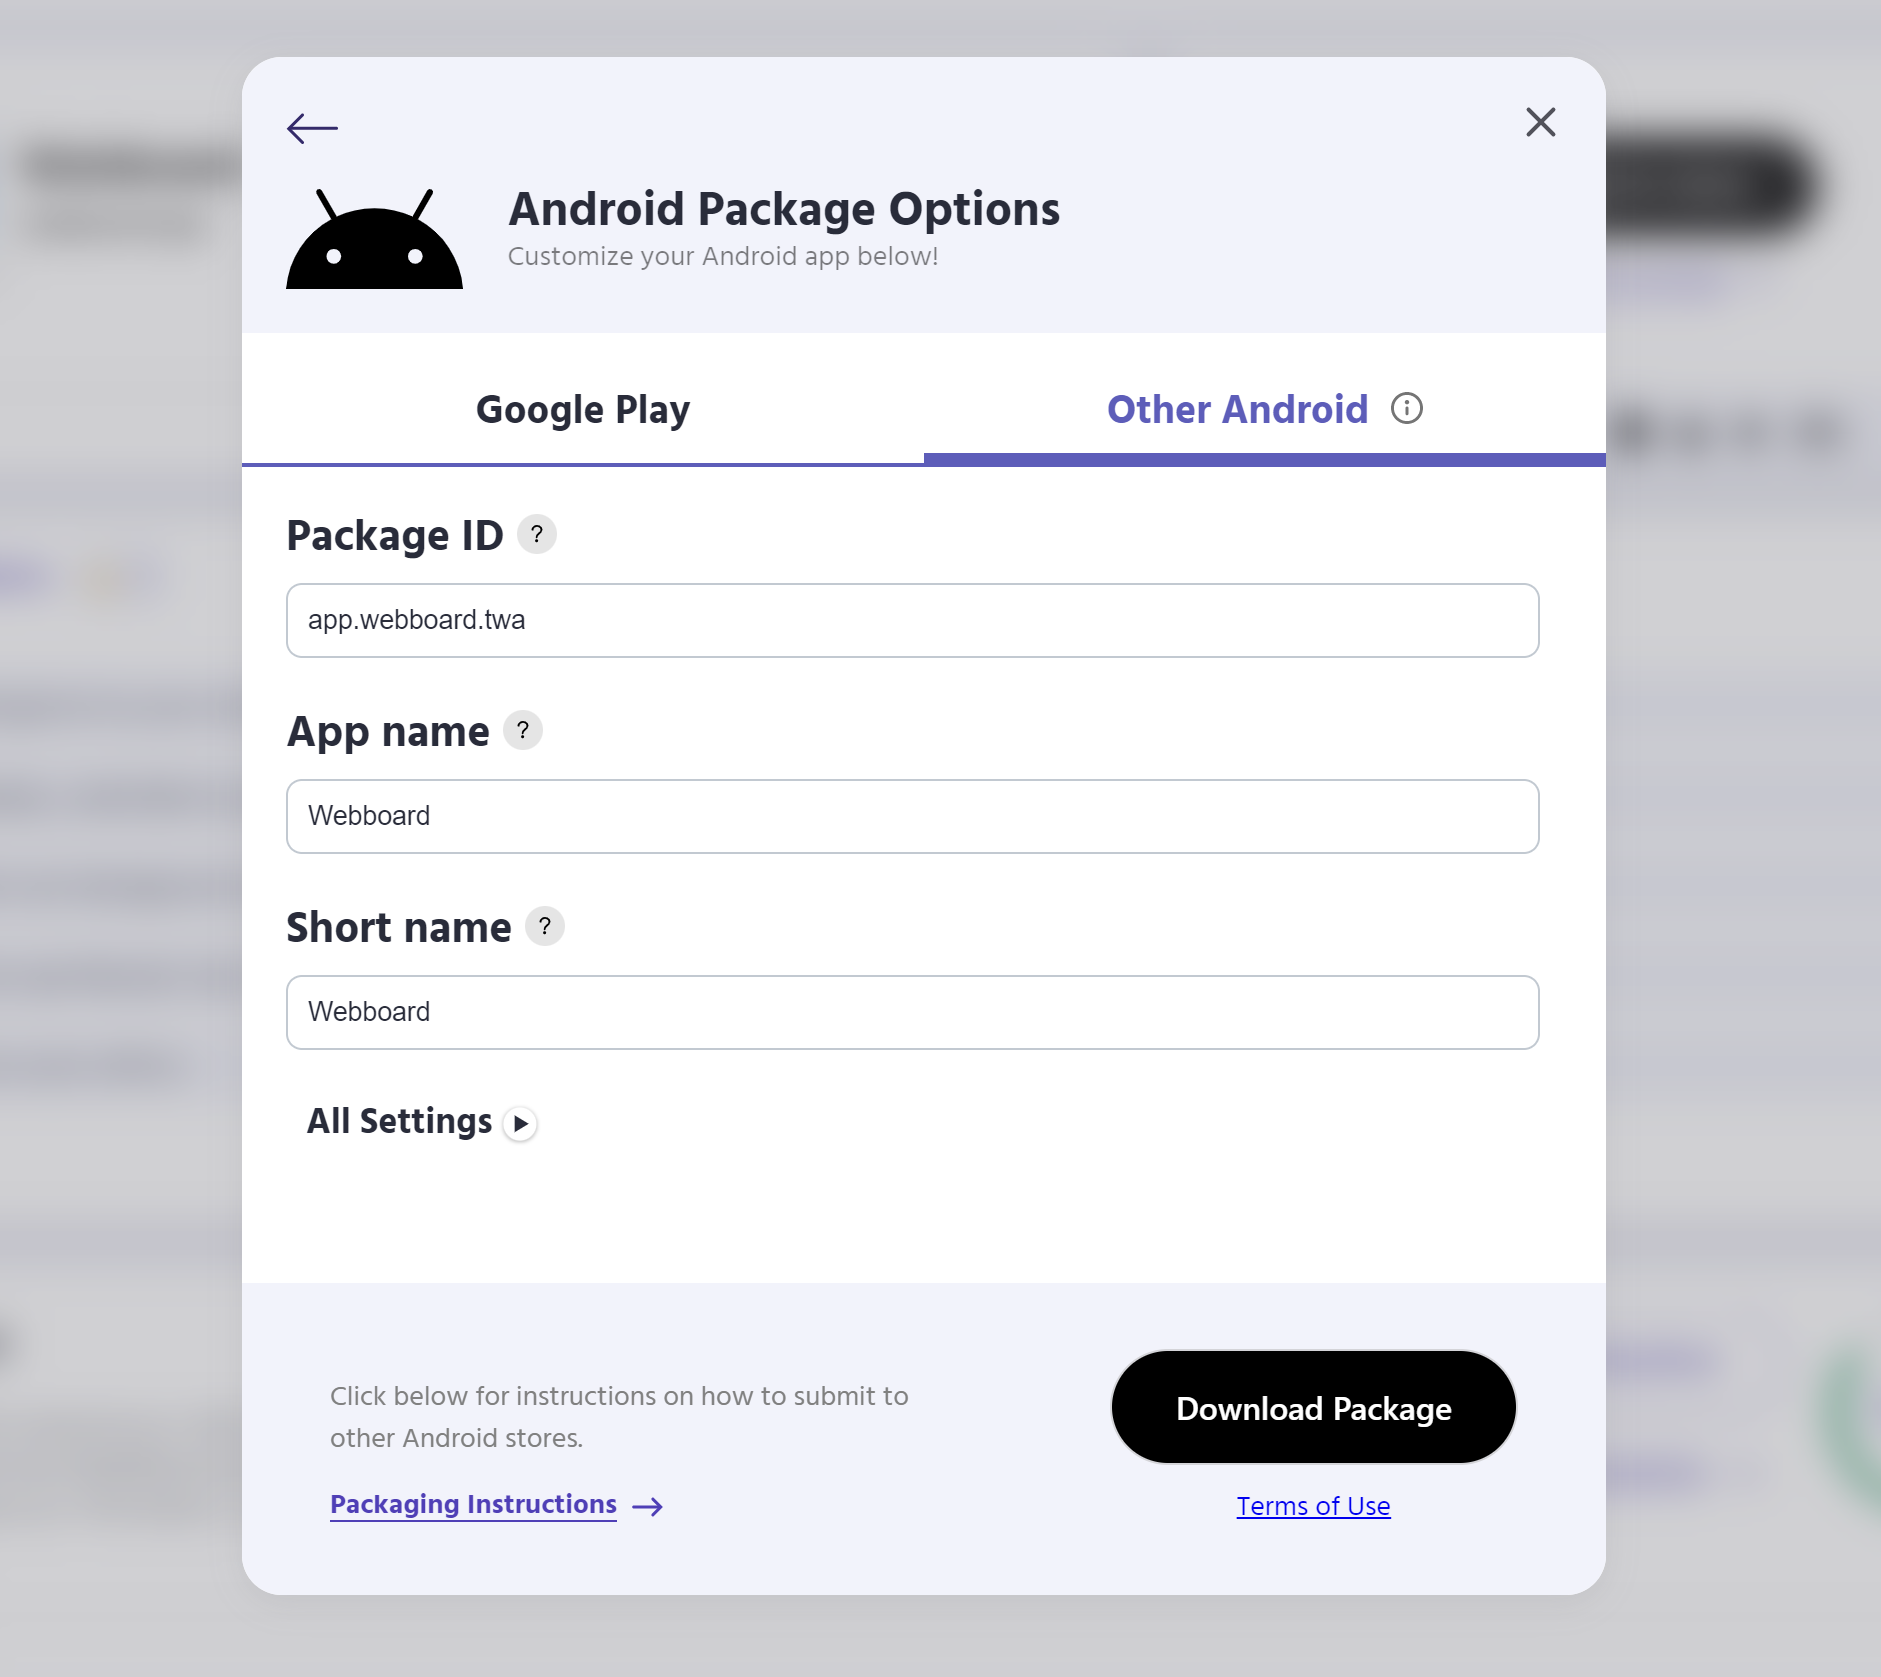 Android Package Options
Customize your Android app below!
Google Play
Other Android
Package ID ?
app.webboard.twa
App name ?
Webboard
Short name ?
Webboard
All Settings
Click below for instructions on how to submit to
other Android stores.
Packaging Instructions
Download Package
Terms of Use